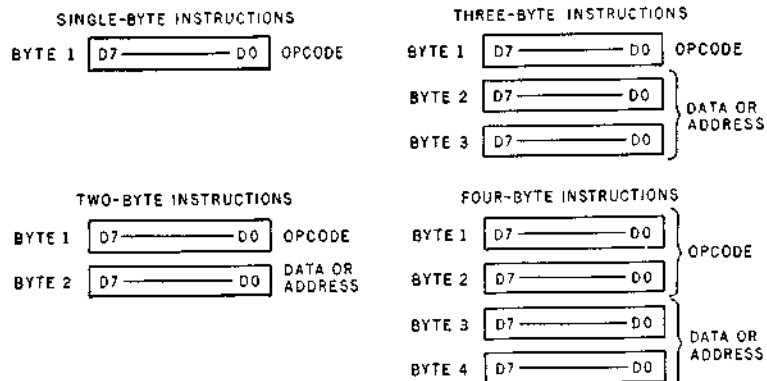 SINGLE-BYTE INSTRUCTIONS
BYTE 1 D7 D0 OPCODE
THREE-BYTE INSTRUCTIONS
BYTE 1 D7 D0 OPCODE
BYTE 2 D7 D0
BYTE 3 D7 D0
DATA OR
ADDRESS
TWO-BYTE INSTRUCTIONS
BYTE 1 D7 D0 OPCODE
BYTE 2 D7 D0 DATA OR
ADDRESS
FOUR-BYTE INSTRUCTIONS
BYTE 1 D7 D0
BYTE 2 D7 D0
OPCODE
BYTE 3 D7 D0
BYTE 4 D7 D0
DATA OR
ADDRESS